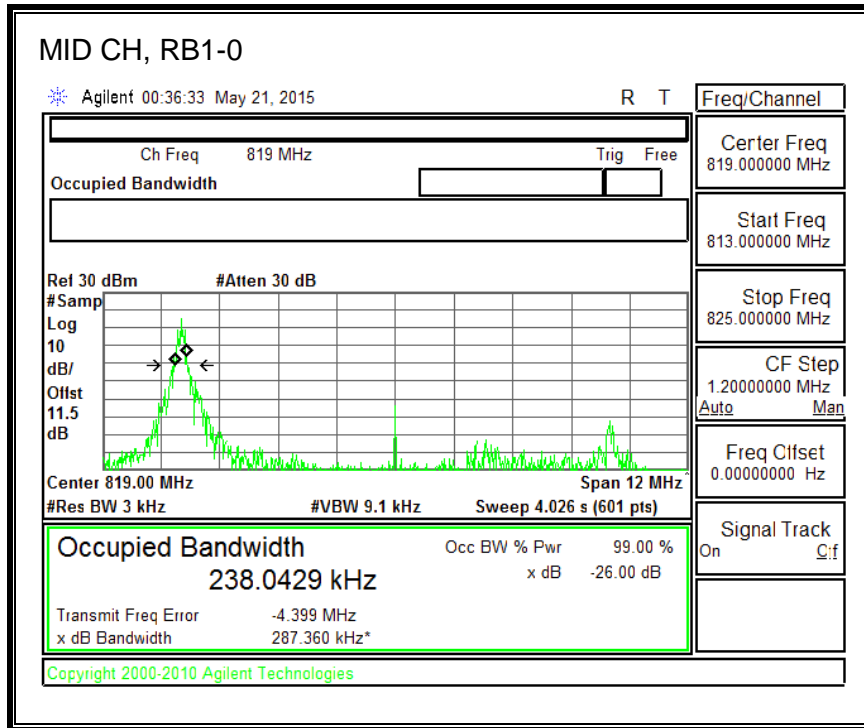 MID CH, RB1-0
Agilent 00:36:33 May 21, 2015 R T
Freq/Channel
Ch Freq 819 MHz Trig Free
Occupied Bandwidth
Center Freq
819.000000 MHz
Start Freq
813.000000 MHz
Stop Freq
825.000000 MHz
CF Step
1.20000000 MHz
Auto Man
Freq Offset
0.00000000 Hz
Signal Track
On Off
Ref 30 dBm #Atten 30 dB
#Samp
Log
10
dB/
Offst
11.5
dB
Center 819.00 MHz Span 12 MHz
#Res BW 3 kHz #VBW 9.1 kHz Sweep 4.026 s (601 pts)
Occupied Bandwidth Occ BW % Pwr 99.00 %
238.0429 kHz x dB -26.00 dB
Transmit Freq Error -4.399 MHz
x dB Bandwidth 287.360 kHz*
Copyright 2000-2010 Agilent Technologies